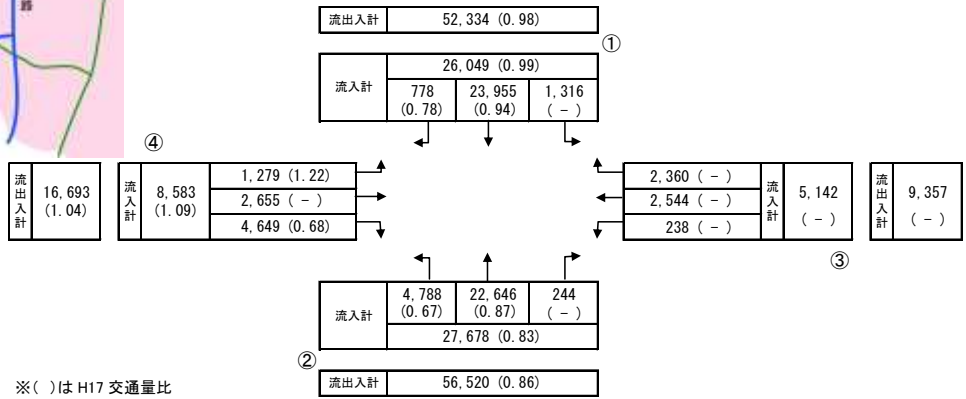 路
流出入計 52,334 (0.98)
①
流入計 26,049 (0.99)
778 23,955 1,316
(0.78) (0.94) ( - )
④
流出入計 16,693 (1.04)
流入計 8,583 (1.09)
1,279 (1.22)
2,655 ( - )
4,649 (0.68)
2,360 ( - )
2,544 ( - )
238 ( - )
流入計 5,142 ( - )
流出入計 9,357 ( - )
③
流入計
4,788 22,646 244
(0.67) (0.87) ( - )
27,678 (0.83)
②
流出入計 56,520 (0.86)
※( )は H17 交通量比